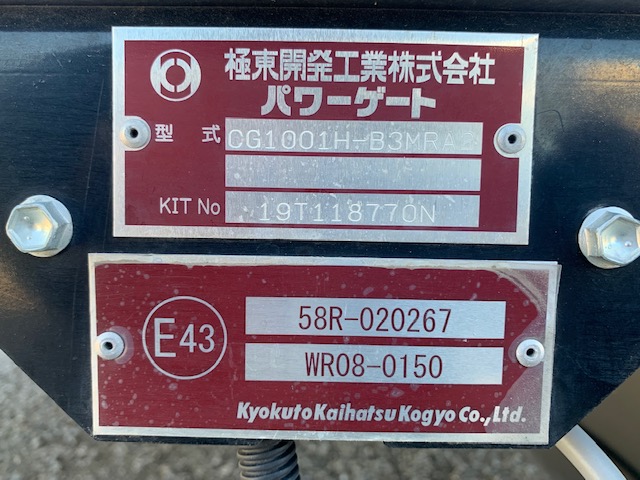 極東開発工業株式会社
パワーゲート
型式 CG1001H-B3MRA2
KIT No 19T118770N
E43 58R-020267
WR08-0150
Kyokuto Kaihatsu Kogyo Co., Ltd.